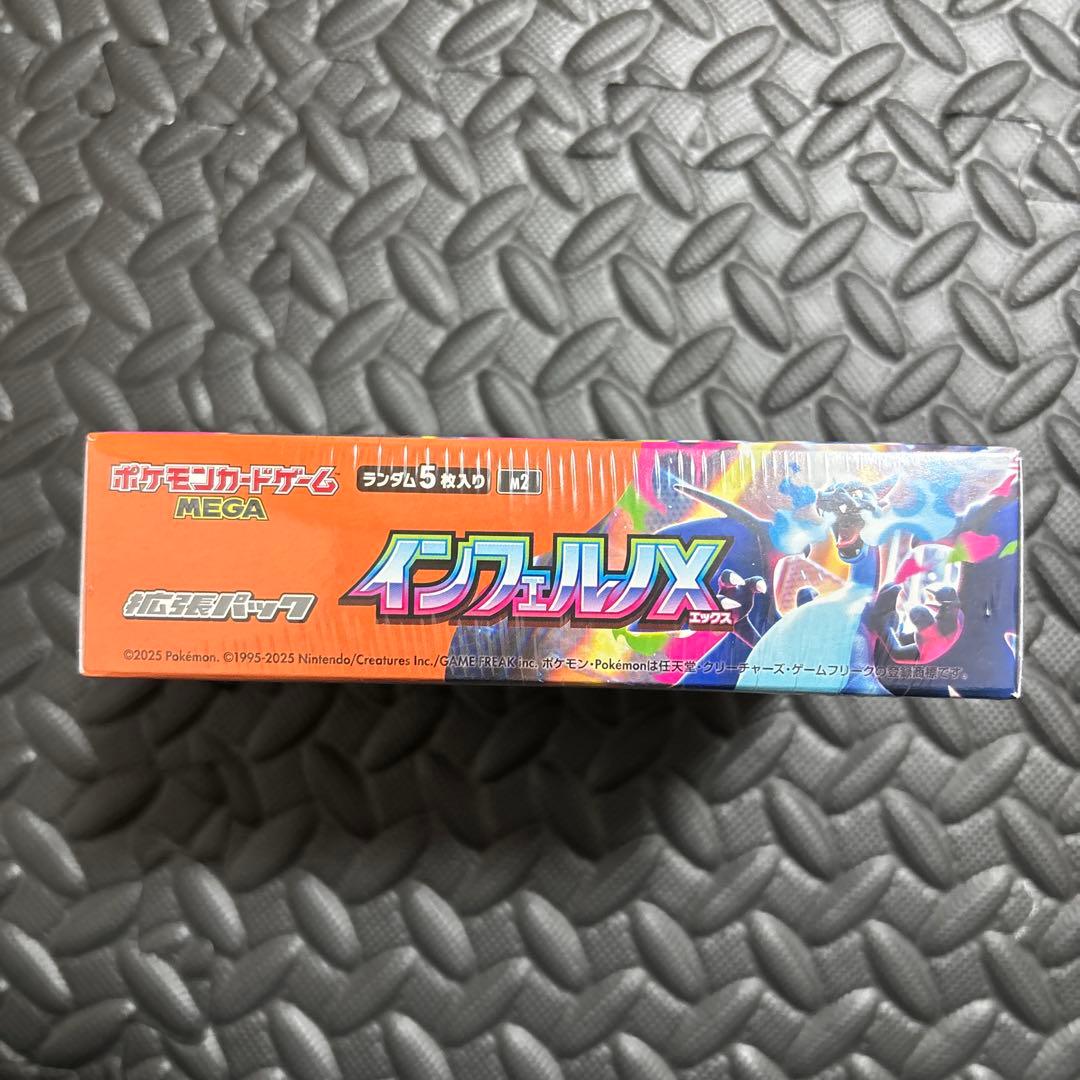 ポケモンカードゲーム™
MEGA
ランダム5枚入り
M2
インフェルノX
エックス
拡張パック
©2025 Pokémon. ©1995-2025 Nintendo/Creatures Inc./GAME FREAK inc. ポケモン・Pokémonは任天堂・クリーチャーズ・ゲームフリークの登録商標です。